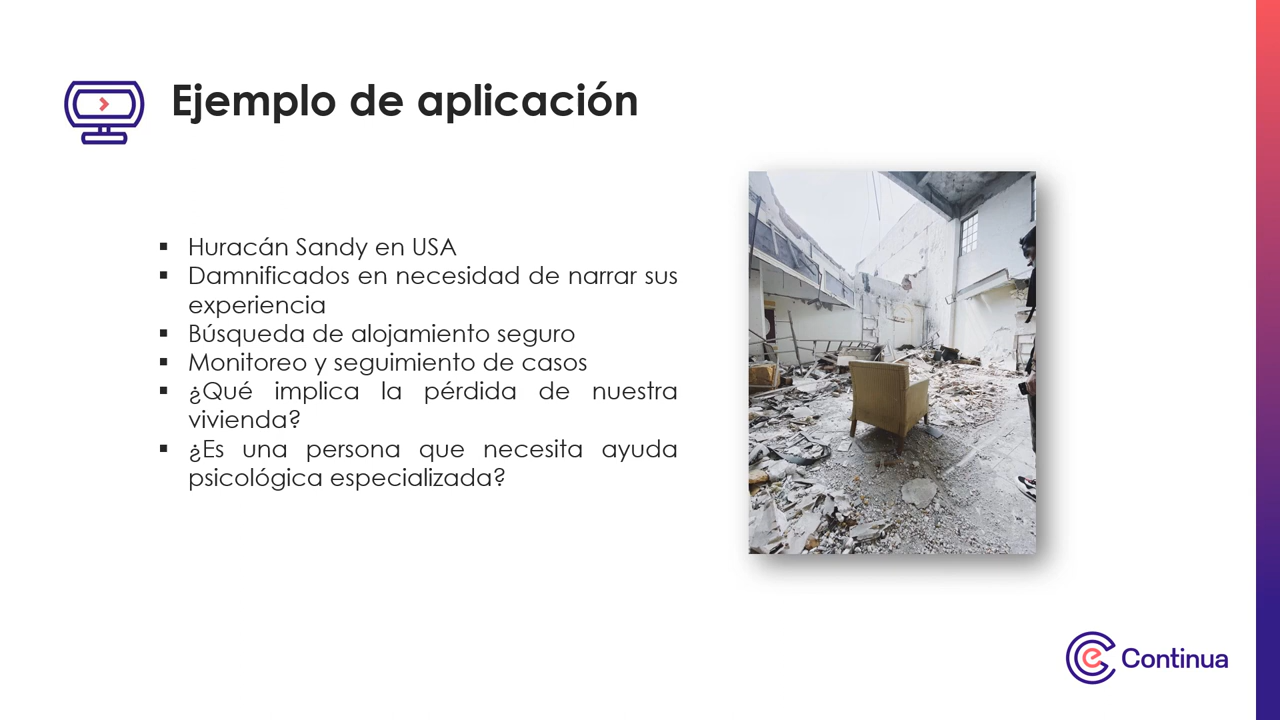 Ejemplo de aplicación
▪ Huracán Sandy en USA
▪ Damnificados en necesidad de narrar sus
experiencia
▪ Búsqueda de alojamiento seguro
▪ Monitoreo y seguimiento de casos
▪ ¿Qué implica la pérdida de nuestra
vivienda?
▪ ¿Es una persona que necesita ayuda
psicológica especializada?
Continua